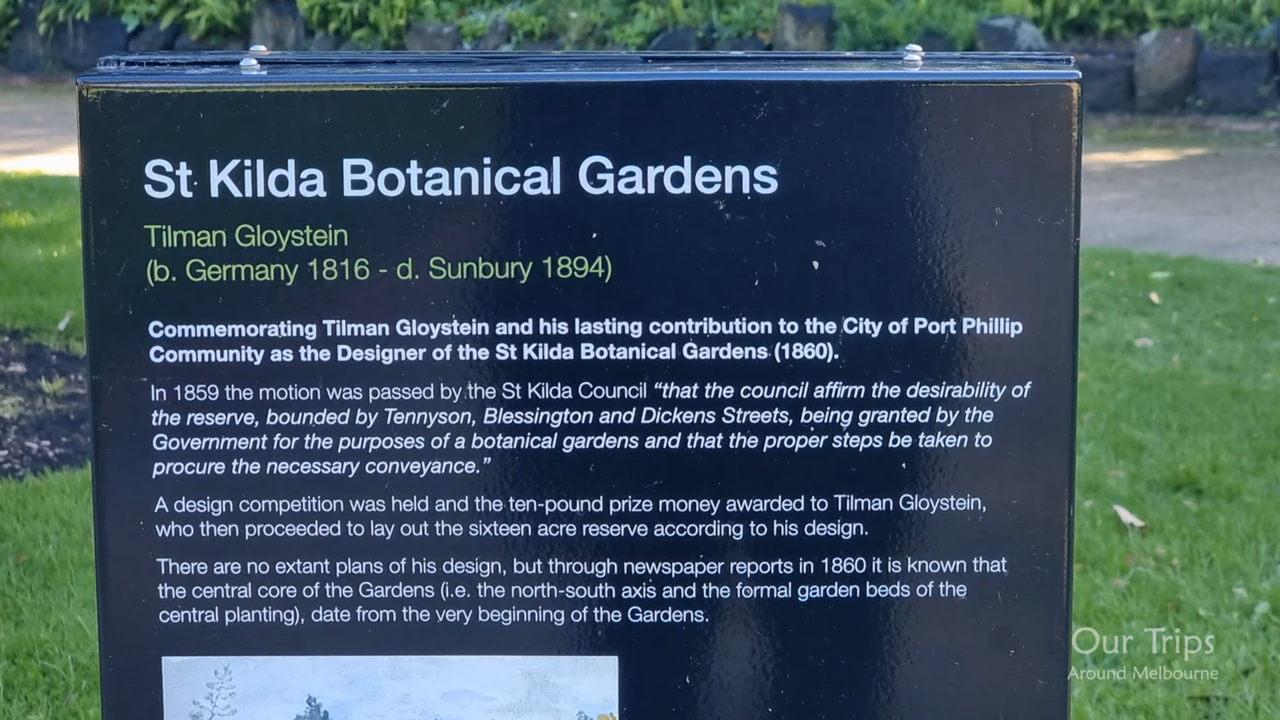 St Kilda Botanical Gardens
Tilman Gloystein
(b. Germany 1816 - d. Sunbury 1894)
Commemorating Tilman Gloystein and his lasting contribution to the City of Port Phillip
Community as the Designer of the St Kilda Botanical Gardens (1860).
In 1859 the motion was passed by the St Kilda Council “that the council affirm the desirability of
the reserve, bounded by Tennyson, Blessington and Dickens Streets, being granted by the
Government for the purposes of a botanical gardens and that the proper steps be taken to
procure the necessary conveyance.”
A design competition was held and the ten-pound prize money awarded to Tilman Gloystein,
who then proceeded to lay out the sixteen acre reserve according to his design.
There are no extant plans of his design, but through newspaper reports in 1860 it is known that
the central core of the Gardens (i.e. the north-south axis and the formal garden beds of the
central planting), date from the very beginning of the Gardens.
Our Trips
Around Melbourne